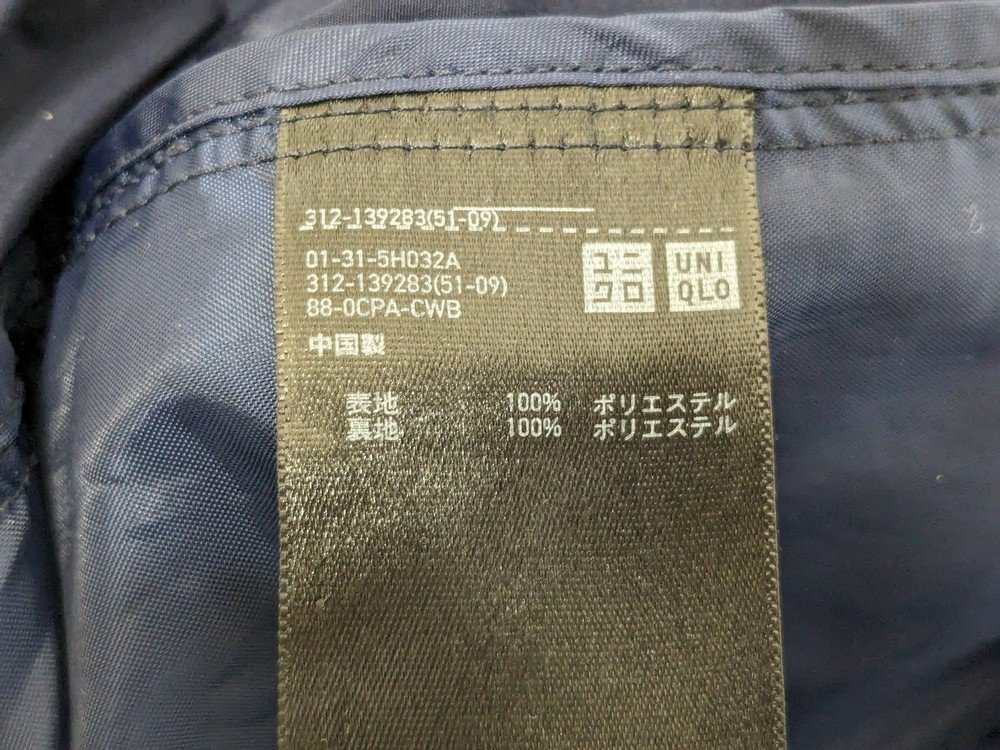 312-139283(51-09)
01-31-5H032A
312-139283(51-09)
88-0CPA-CWB
中国製
ユニ
クロ
UNI
QLO
表地 100% ポリエステル
裏地 100% ポリエステル